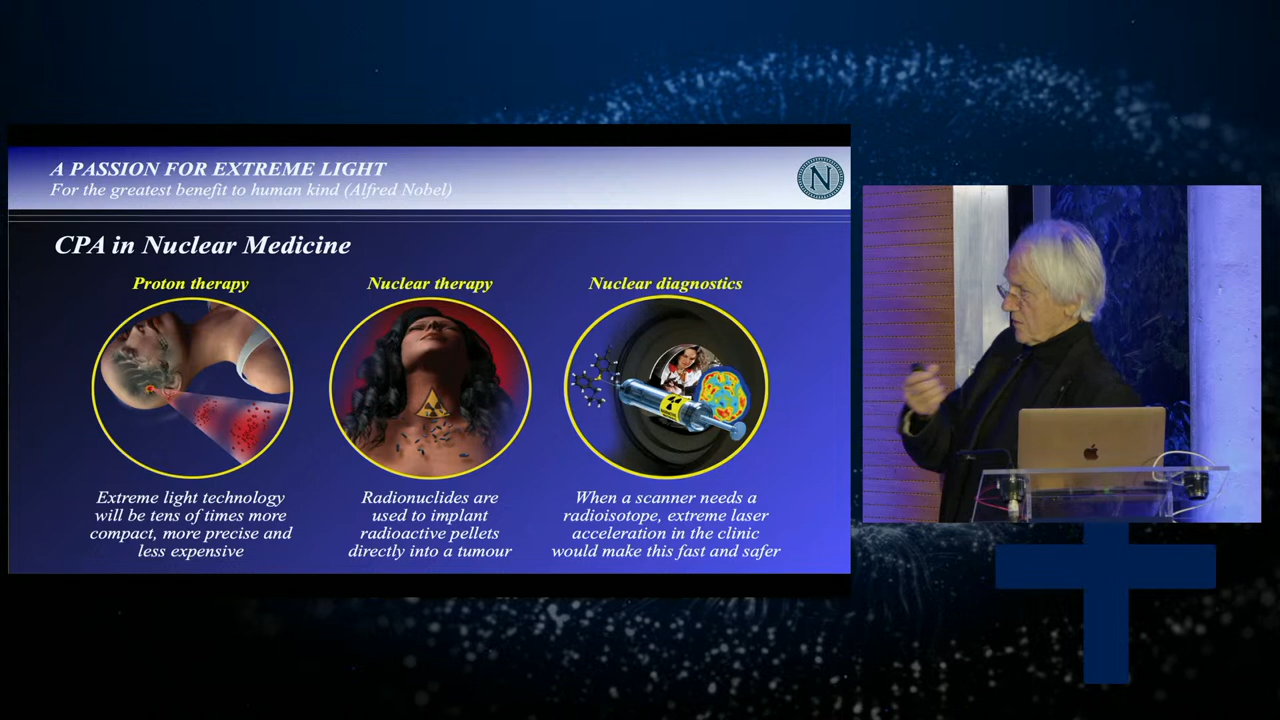 A PASSION FOR EXTREME LIGHT
For the greatest benefit to human kind (Alfred Nobel)
N
CPA in Nuclear Medicine
Proton therapy
Nuclear therapy
Nuclear diagnostics
Extreme light technology
will be tens of times more
compact, more precise and
less expensive
Radionuclides are
used to implant
radioactive pellets
directly into a tumour
When a scanner needs a
radioisotope, extreme laser
acceleration in the clinic
would make this fast and safer